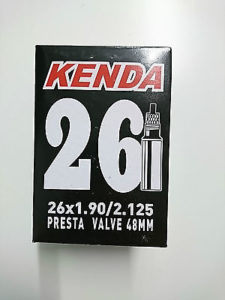 KENDA
26
26x1.90/2.125
PRESTA VALVE 48MM